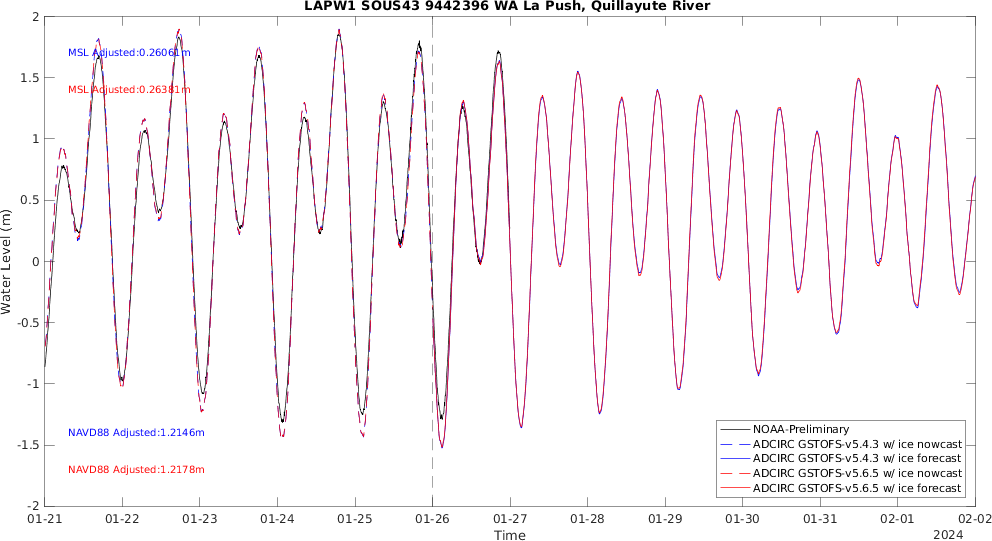 LAPW1 SOUS43 9442396 WA La Push, Quillayute River
MSL Adjusted:0.26061m
MSL Adjusted:0.26381m
NAVD88 Adjusted:1.2146m
NAVD88 Adjusted:1.2178m
Water Level (m)
2
1.5
1
0.5
0
-0.5
-1
-1.5
-2
NOAA-Preliminary
ADCIRC GSTOFS-v5.4.3 w/ ice nowcast
ADCIRC GSTOFS-v5.4.3 w/ ice forecast
ADCIRC GSTOFS-v5.6.5 w/ ice nowcast
ADCIRC GSTOFS-v5.6.5 w/ ice forecast
01-21 01-22 01-23 01-24 01-25 01-26 01-27 01-28 01-29 01-30 01-31 02-01 02-02
Time
2024